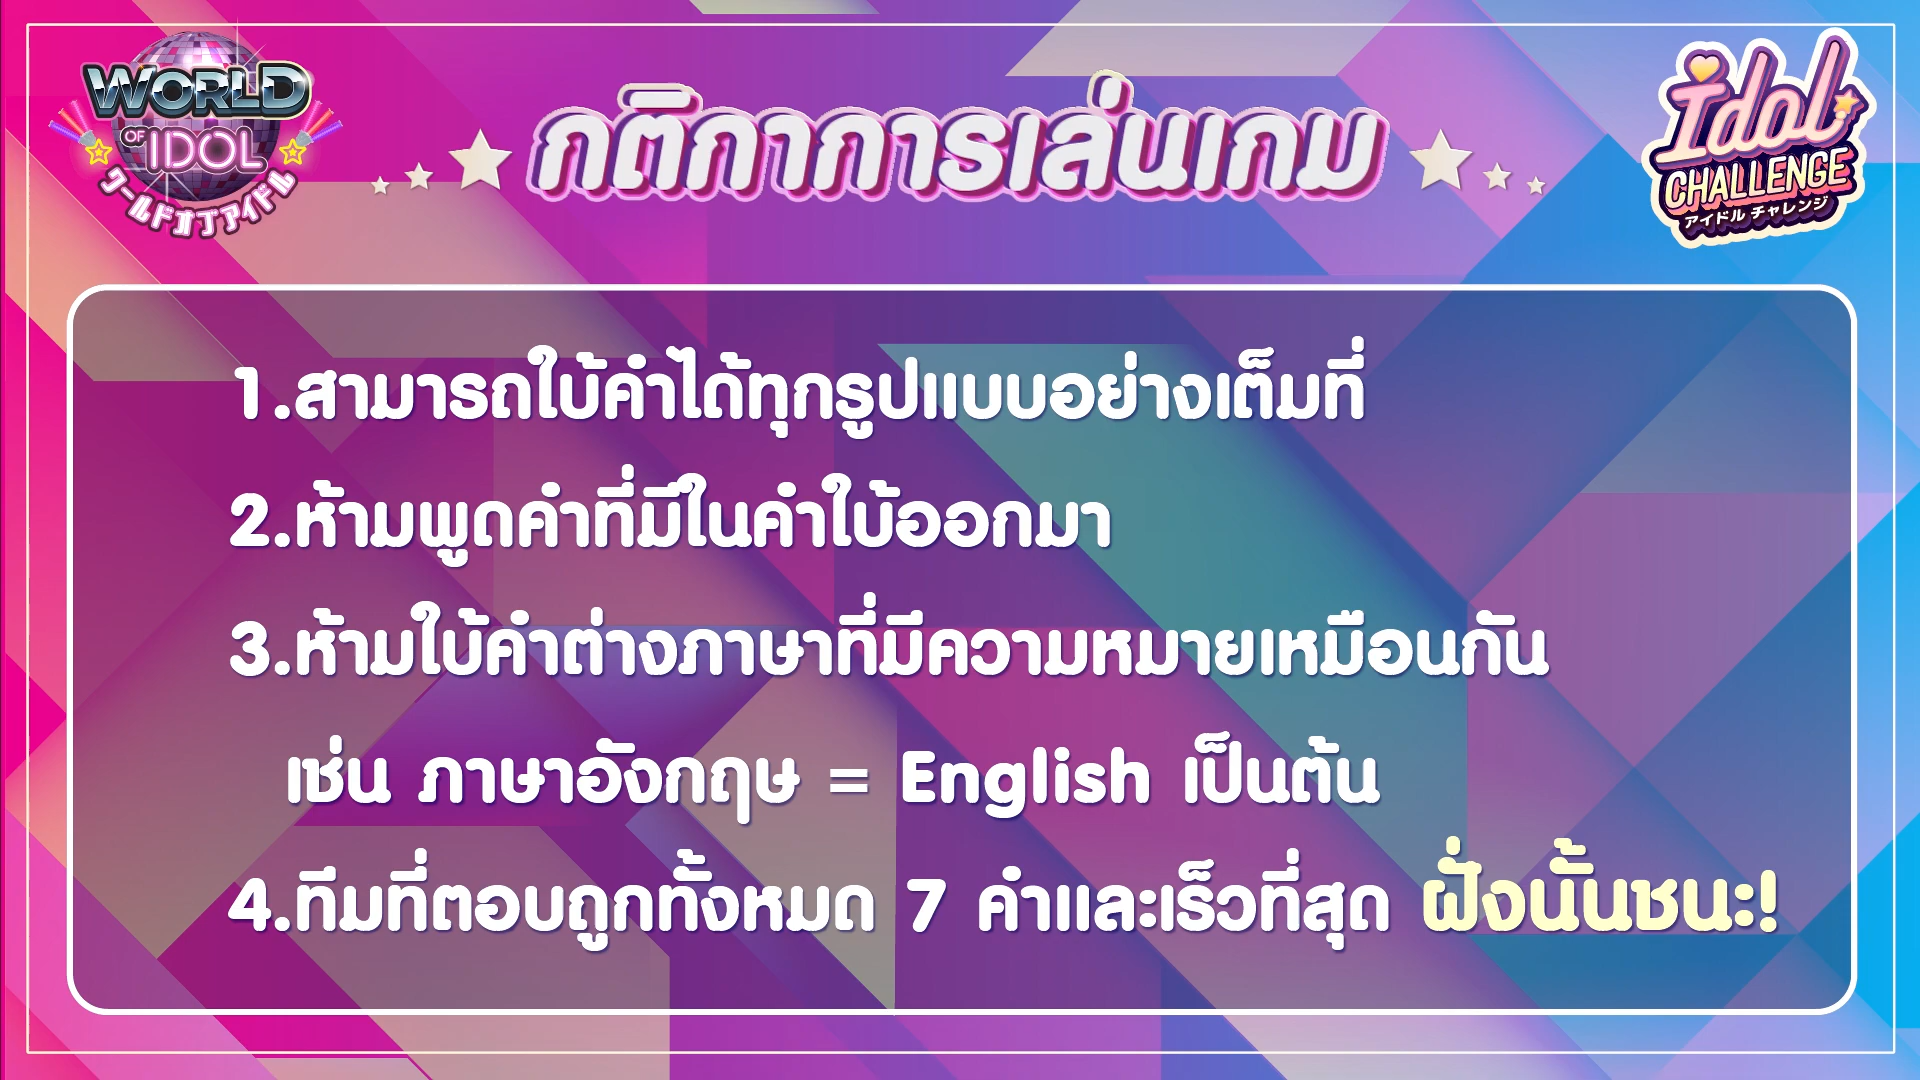 WORLD
OF IDOL
ワールドオブアイドル
กติกาการเล่นเกม
idol
CHALLENGE
アイドル チャレンジ
1.สามารถใบ้คำได้ทุกรูปแบบอย่างเต็มที่
2.ห้ามพูดคำที่มีในคำใบ้ออกมา
3.ห้ามใบ้คำต่างภาษาที่มีความหมายเหมือนกัน
เช่น ภาษาอังกฤษ = English เป็นต้น
4.ทีมที่ตอบถูกทั้งหมด 7 คำและเร็วที่สุด ฝั่งนั้นชนะ!